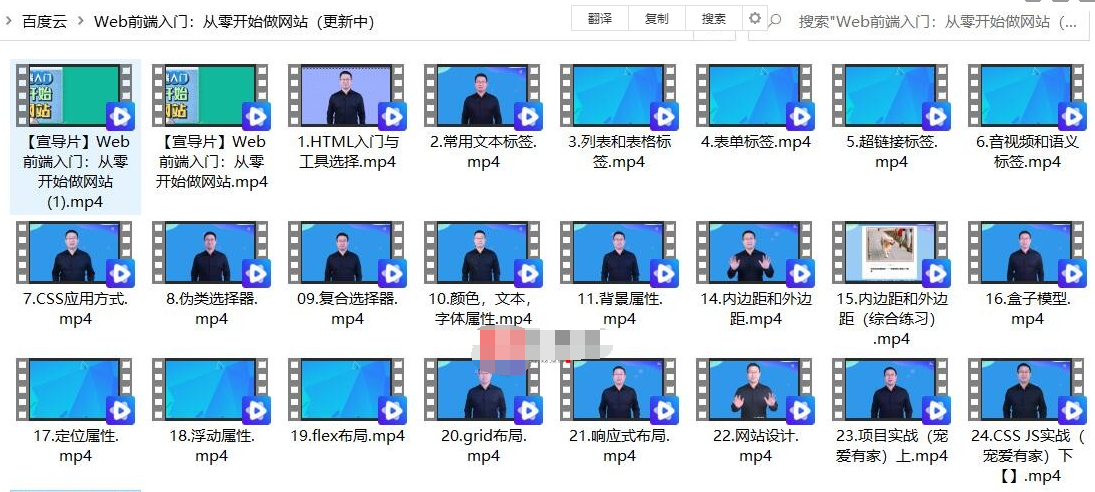 百度云 > Web前端入门：从零开始做网站（更新中）
翻译 复制 搜索
搜索"Web前端入门：从零开始做网站（...
【宣导片】Web
前端入门：从零
开始做网站
(1).mp4
【宣导片】Web
前端入门：从零
开始做网站.mp4
1.HTML入门与
工具选择.mp4
2.常用文本标签.
mp4
3.列表和表格标
签.mp4
4.表单标签.mp4
5.超链接标签.
mp4
6.音视频和语义
标签.mp4
7.CSS应用方式.
mp4
8.伪类选择器.
mp4
09.复合选择器.
mp4
10.颜色，文本，
字体属性.mp4
11.背景属性.
mp4
14.内边距和外边
距.mp4
15.内边距和外边
距（综合练习）
.mp4
16.盒子模型.
mp4
17.定位属性.
mp4
18.浮动属性.
mp4
19.flex布局.mp4
20.grid布局.
mp4
21.响应式布局.
mp4
22.网站设计.
mp4
23.项目实战（宠
爱有家）上.mp4
24.CSS JS实战（
宠爱有家）下
【】.mp4